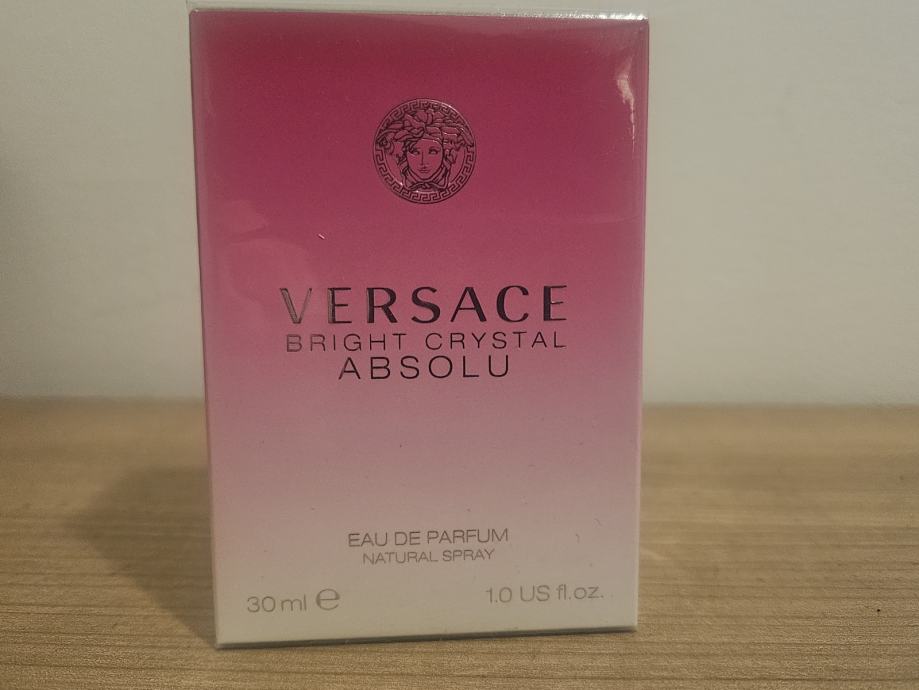 VERSACE
BRIGHT CRYSTAL
ABSOLU
EAU DE PARFUM
NATURAL SPRAY
30 ml ℮ 1.0 US fl.oz.